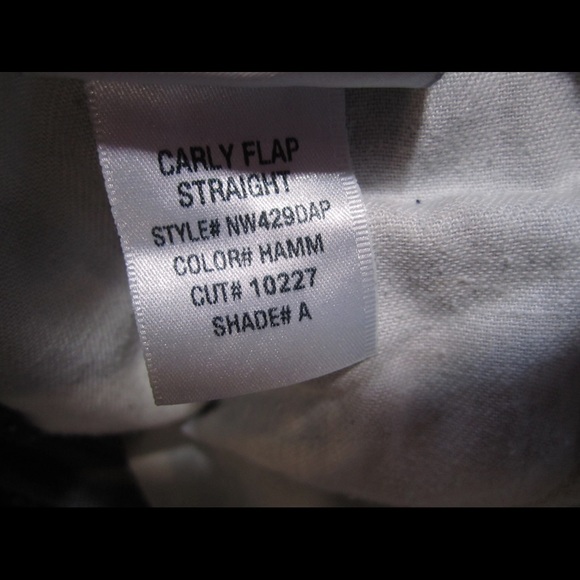 CARLY FLAP
STRAIGHT
STYLE# NW429DAP
COLOR# HAMM
CUT# 10227
SHADE# A